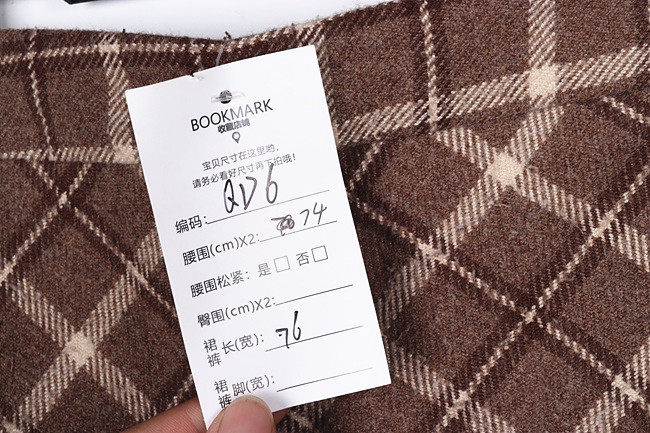 BOOKMARK
收藏店铺
宝贝尺寸在这里哟,
请务必看好尺寸再下拍哦!
编码: QD6
腰围(cm)X2: 74
腰围松紧: 是□ 否□
臀围(cm)X2:
裙裤长(宽): 76
裙裤脚(宽):